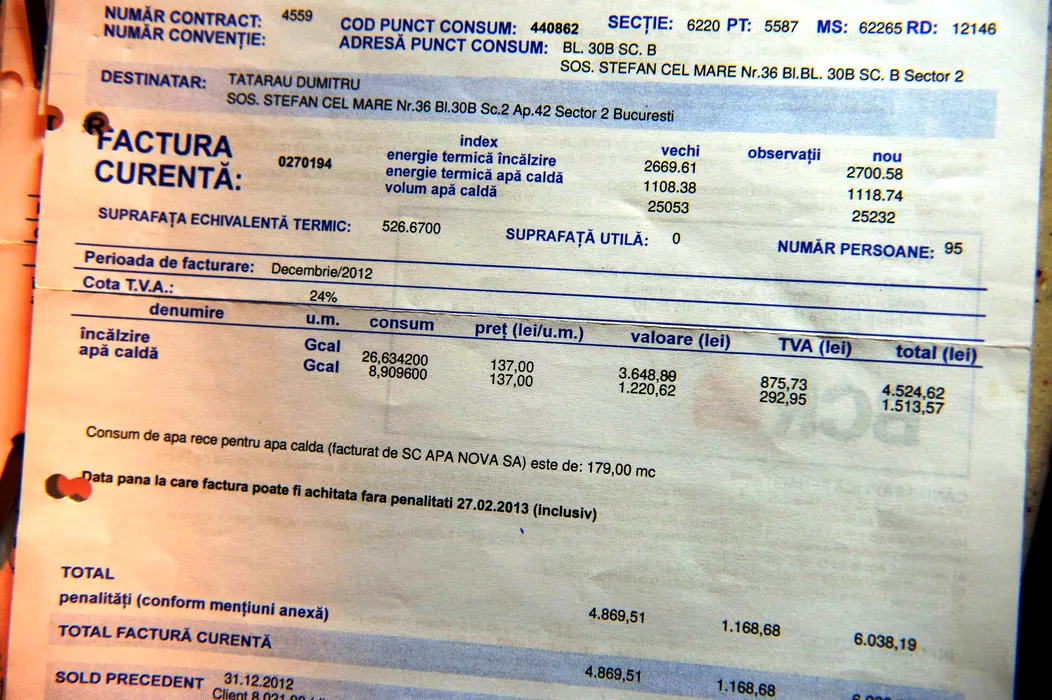 NUMĂR CONTRACT: 4559 COD PUNCT CONSUM: 440862 SECȚIE: 6220 PT: 5587 MS: 62265 RD: 12146
NUMĂR CONVENȚIE: ADRESĂ PUNCT CONSUM: BL. 30B SC. B
SOS. STEFAN CEL MARE Nr.36 Bl.BL. 30B SC. B Sector 2
DESTINATAR: TATARAU DUMITRU
SOS. STEFAN CEL MARE Nr.36 Bl.30B Sc.2 Ap.42 Sector 2 Bucuresti
FACTURA CURENTĂ: 0270194
index vechi observații nou
energie termică încălzire 2669.61 2700.58
energie termică apă caldă 1108.38 1118.74
volum apă caldă 25053 25232
SUPRAFAȚA ECHIVALENTĂ TERMIC: 526.6700 SUPRAFAȚĂ UTILĂ: 0 NUMĂR PERSOANE: 95
Perioada de facturare: Decembrie/2012
Cota T.V.A.: 24%
denumire u.m. consum preț (lei/u.m.) valoare (lei) TVA (lei) total (lei)
încălzire Gcal 26,634200 137,00 3.648,89 875,73 4.524,62
apă caldă Gcal 8,909600 137,00 1.220,62 292,95 1.513,57
Consum de apa rece pentru apa calda (facturat de SC APA NOVA SA) este de: 179,00 mc
Data pana la care factura poate fi achitata fara penalitati 27.02.2013 (inclusiv)
TOTAL 4.869,51 1.168,68 6.038,19
penalități (conform mențiuni anexă)
TOTAL FACTURĂ CURENTĂ 4.869,51 1.168,68
SOLD PRECEDENT 31.12.2012
Client